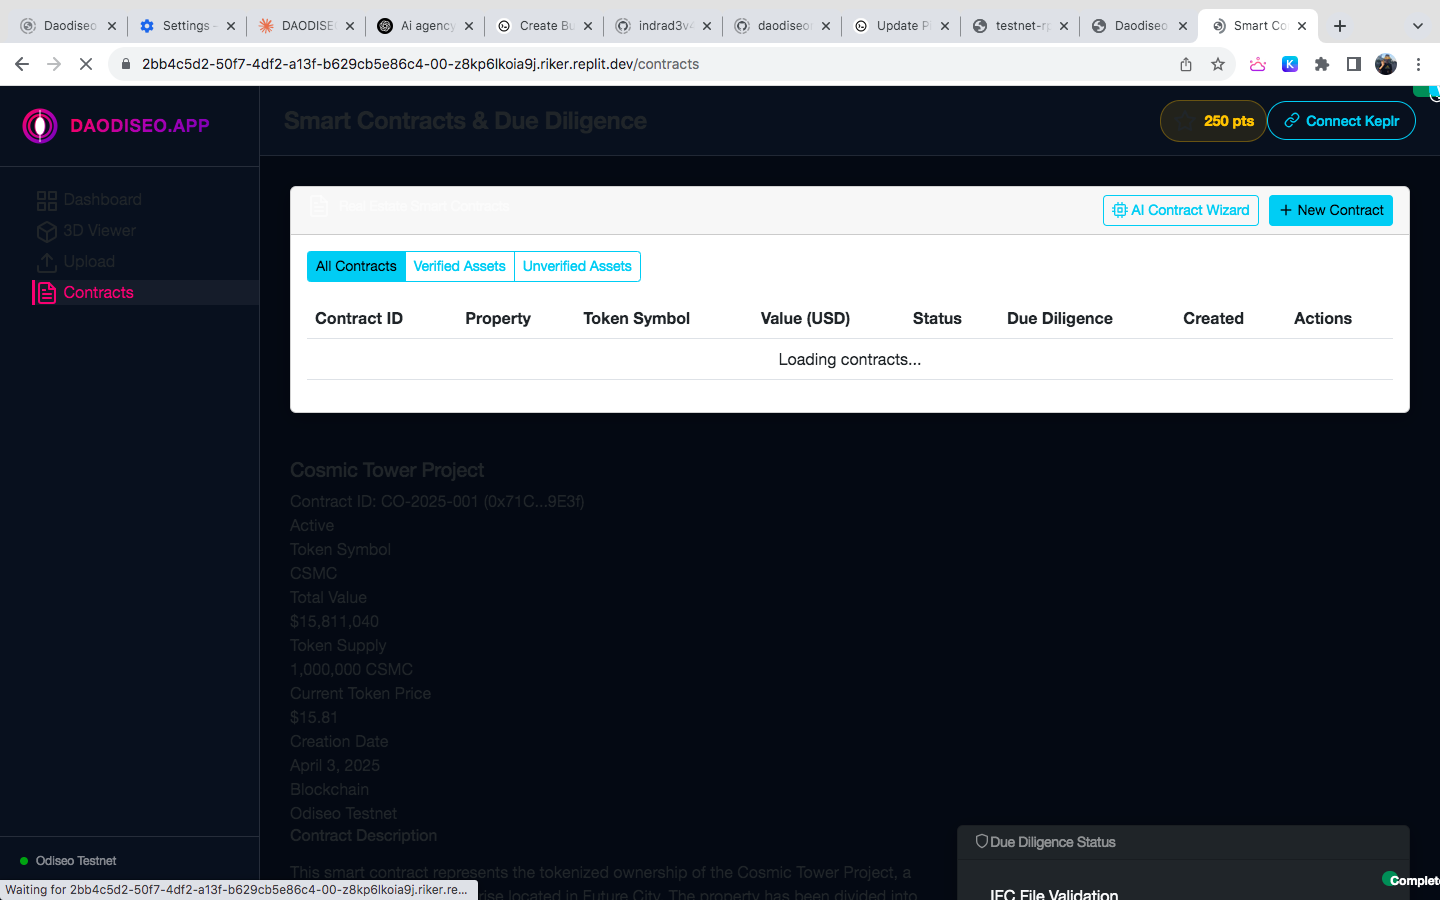 Daodiseo
Settings -
DAODISE
Ai agency
Create Bu
indrad3v4
daodiseo
Update P
testnet-rp
Daodiseo
Smart Co
2bb4c5d2-50f7-4df2-a13f-b629cb5e86c4-00-z8kp6lkoia9j.riker.replit.dev/contracts
DAODISEO.APP
Smart Contracts & Due Diligence
250 pts
Connect Keplr
Dashboard
3D Viewer
Upload
Contracts
Real Estate Smart Contracts
AI Contract Wizard
+ New Contract
All Contracts
Verified Assets
Unverified Assets
Contract ID Property Token Symbol Value (USD) Status Due Diligence Created Actions
Loading contracts...
Cosmic Tower Project
Contract ID: CO-2025-001 (0x71C...9E3f)
Active
Token Symbol
CSMC
Total Value
$15,811,040
Token Supply
1,000,000 CSMC
Current Token Price
$15.81
Creation Date
April 3, 2025
Blockchain
Odiseo Testnet
Contract Description
This smart contract represents the tokenized ownership of the Cosmic Tower Project, a
rise located in Future City. The property has been divided into
Due Diligence Status
IFC File Validation
Complet
Odiseo Testnet
Waiting for 2bb4c5d2-50f7-4df2-a13f-b629cb5e86c4-00-z8kp6lkoia9j.riker.re...